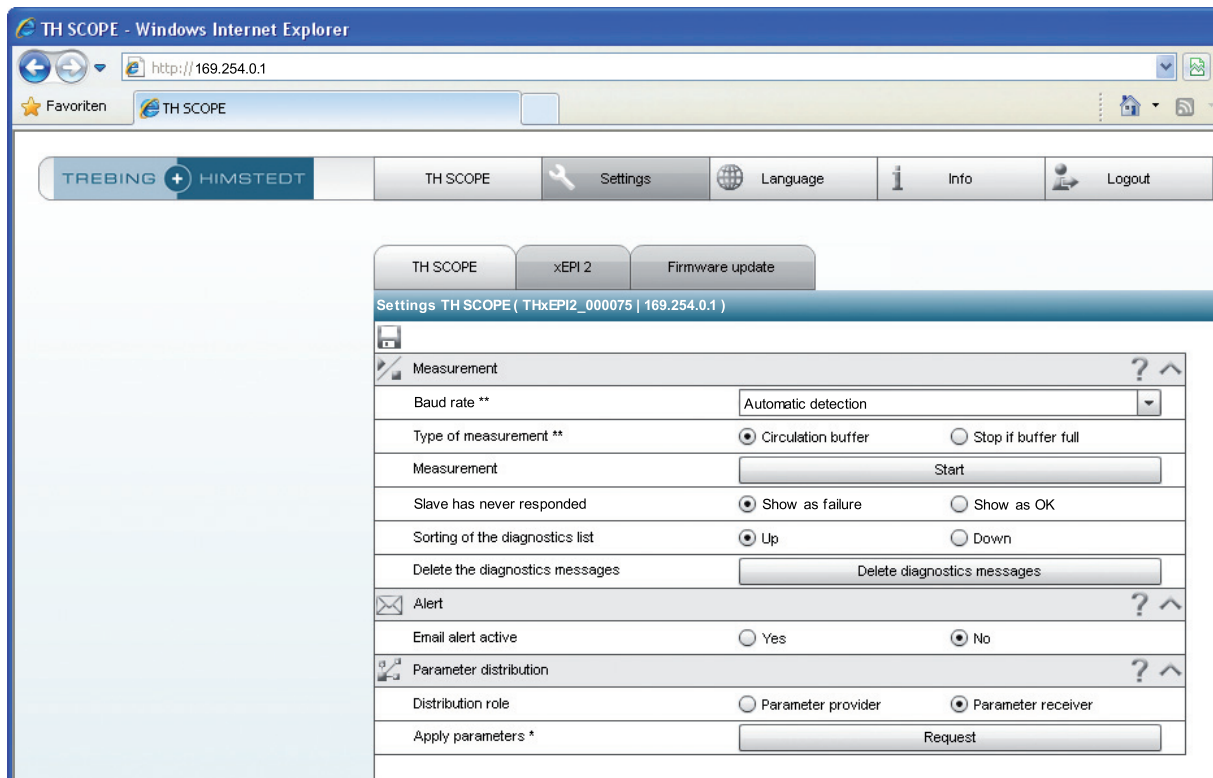 TH SCOPE - Windows Internet Explorer
http://169.254.0.1
Favoriten TH SCOPE
TREBING + HIMSTEDT TH SCOPE Settings Language Info Logout
TH SCOPE xEPI 2 Firmware update
Settings TH SCOPE ( THxEPI2_000075 | 169.254.0.1 )
Measurement ?
Baud rate ** Automatic detection
Type of measurement ** Circulation buffer Stop if buffer full
Measurement Start
Slave has never responded Show as failure Show as OK
Sorting of the diagnostics list Up Down
Delete the diagnostics messages Delete diagnostics messages
Alert ?
Email alert active Yes No
Parameter distribution ?
Distribution role Parameter provider Parameter receiver
Apply parameters * Request